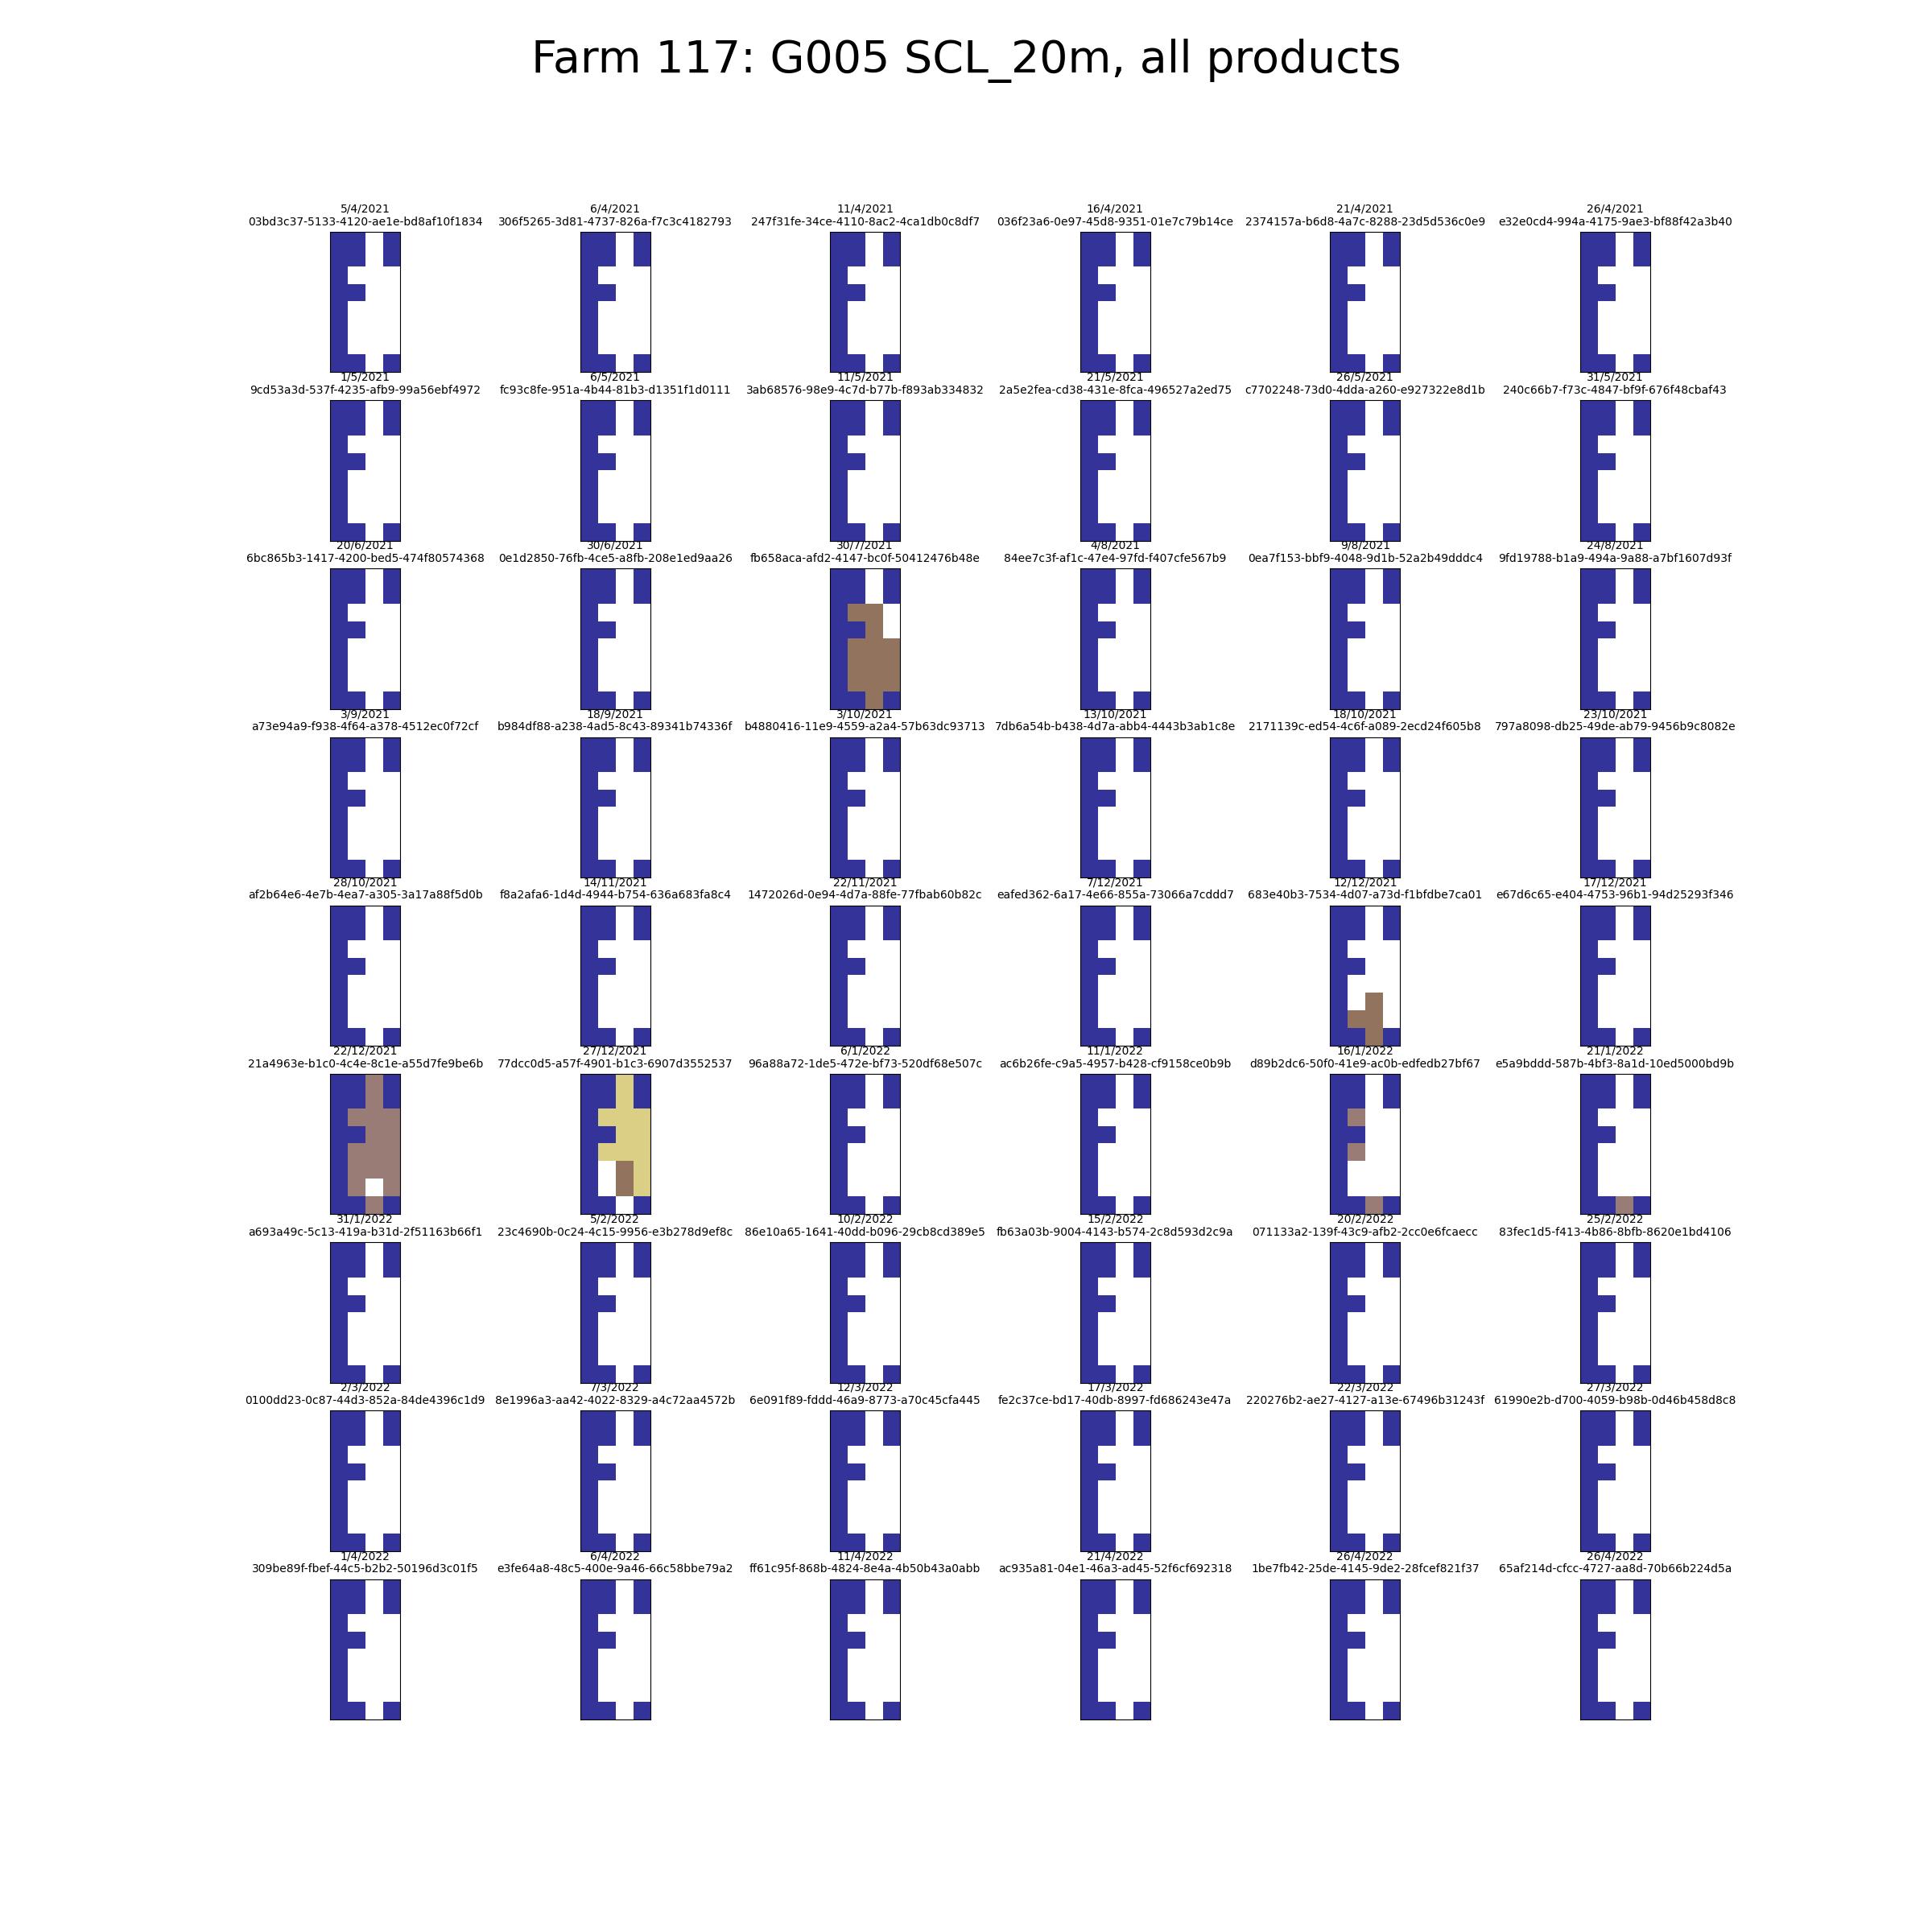 Farm 117: G005 SCL_20m, all products
5/4/2021 6/4/2021 11/4/2021 16/4/2021 21/4/2021 26/4/2021
03bd3c37-5133-4120-ae1e-bd8af10f1834 306f5265-3d81-4737-826a-f7c3c4182793 247f31fe-34ce-4110-8ac2-4ca1db0c8df7 036f23a6-0e97-45d8-9351-01e7c79b14ce 2374157a-b6d8-4a7c-8288-23d5d536c0e9 e32e0cd4-994a-4175-9ae3-bf88f42a3b40
1/5/2021 6/5/2021 11/5/2021 21/5/2021 26/5/2021 31/5/2021
9cd53a3d-537f-4235-afb9-99a56ebf4972 fc93c8fe-951a-4b44-81b3-d1351f1d0111 3ab68576-98e9-4c7d-b77b-f893ab334832 2a5e2fea-cd38-431e-8fca-496527a2ed75 c7702248-73d0-4dda-a260-e927322e8d1b 240c66b7-f73c-4847-bf9f-676f48cbaf43
20/6/2021 30/6/2021 30/7/2021 4/8/2021 9/8/2021 24/8/2021
6bc865b3-1417-4200-bed5-474f80574368 0e1d2850-76fb-4ce5-a8fb-208e1ed9aa26 fb658aca-afd2-4147-bc0f-50412476b48e 84ee7c3f-af1c-47e4-97fd-f407cfe567b9 0ea7f153-bbf9-4048-9d1b-52a2b49dddc4 9fd19788-b1a9-494a-9a88-a7bf1607d93f
3/9/2021 18/9/2021 3/10/2021 13/10/2021 18/10/2021 23/10/2021
a73e94a9-f938-4f64-a378-4512ec0f72cf b984df88-a238-4ad5-8c43-89341b74336f b4880416-11e9-4559-a2a4-57b63dc93713 7db6a54b-b438-4d7a-abb4-4443b3ab1c8e 2171139c-ed54-4c6f-a089-2ecd24f605b8 797a8098-db25-49de-ab79-9456b9c8082e
28/10/2021 14/11/2021 22/11/2021 7/12/2021 12/12/2021 17/12/2021
af2b64e6-4e7b-4ea7-a305-3a17a88f5d0b f8a2afa6-1d4d-4944-b754-636a683fa8c4 1472026d-0e94-4d7a-88fe-77fbab60b82c eafed362-6a17-4e66-855a-73066a7cddd7 683e40b3-7534-4d07-a73d-f1bfdbe7ca01 e67d6c65-e404-4753-96b1-94d25293f346
22/12/2021 27/12/2021 6/1/2022 11/1/2022 16/1/2022 21/1/2022
21a4963e-b1c0-4c4e-8c1e-a55d7fe9be6b 77dcc0d5-a57f-4901-b1c3-6907d3552537 96a88a72-1de5-472e-bf73-520df68e507c ac6b26fe-c9a5-4957-b428-cf9158ce0b9b d89b2dc6-50f0-41e9-ac0b-edfedb27bf67 e5a9bddd-587b-4bf3-8a1d-10ed5000bd9b
31/1/2022 5/2/2022 10/2/2022 15/2/2022 20/2/2022 25/2/2022
a693a49c-5c13-419a-b31d-2f51163b66f1 23c4690b-0c24-4c15-9956-e3b278d9ef8c 86e10a65-1641-40dd-b096-29cb8cd389e5 fb63a03b-9004-4143-b574-2c8d593d2c9a 071133a2-139f-43c9-afb2-2cc0e6fcaecc 83fec1d5-f413-4b86-8bfb-8620e1bd4106
2/3/2022 7/3/2022 12/3/2022 17/3/2022 22/3/2022 27/3/2022
0100dd23-0c87-44d3-852a-84de4396c1d9 8e1996a3-aa42-4022-8329-a4c72aa4572b 6e091f89-fddd-46a9-8773-a70c45cfa445 fe2c37ce-bd17-40db-8997-fd686243e47a 220276b2-ae27-4127-a13e-67496b31243f 61990e2b-d700-4059-b98b-0d46b458d8c8
1/4/2022 6/4/2022 11/4/2022 21/4/2022 26/4/2022 26/4/2022
309be89f-fbef-44c5-b2b2-50196d3c01f5 e3fe64a8-48c5-400e-9a46-66c58bbe79a2 ff61c95f-868b-4824-8e4a-4b50b43a0abb ac935a81-04e1-46a3-ad45-52f6cf692318 1be7fb42-25de-4145-9de2-28fcef821f37 65af214d-cfcc-4727-aa8d-70b66b224d5a